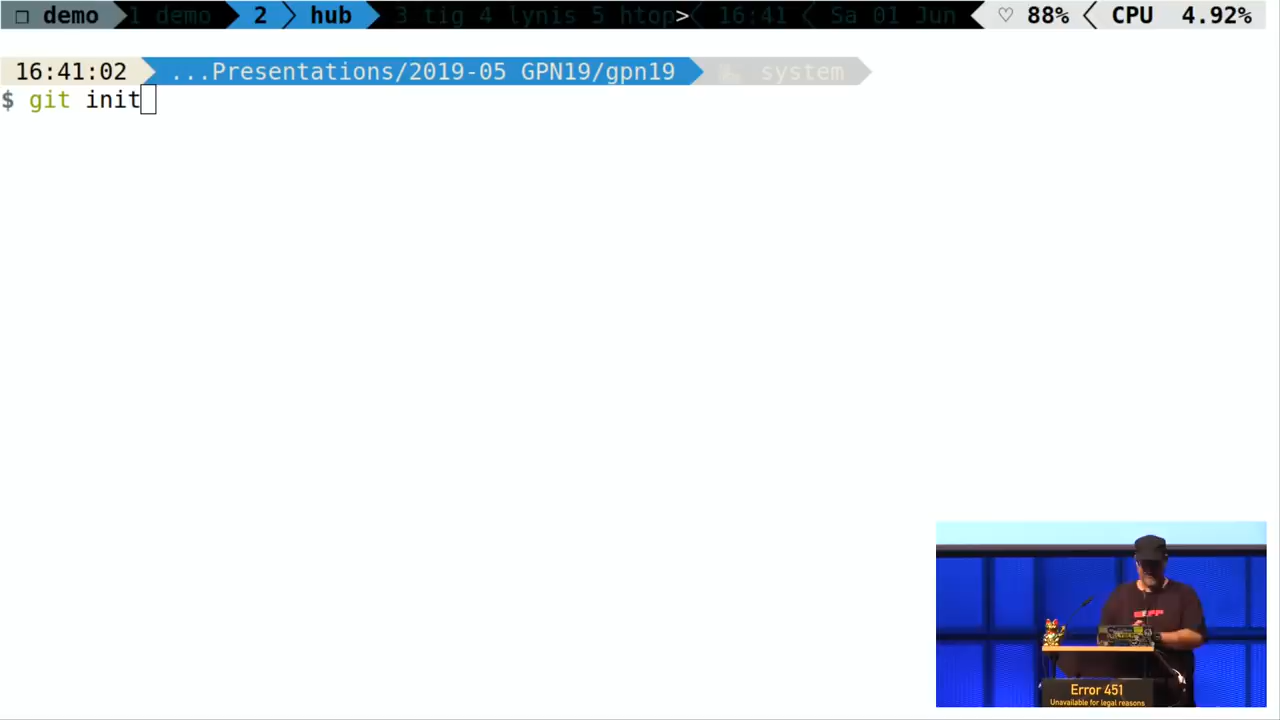 ❐ demo 1 demo 2 hub 3 tig 4 lynis 5 htop> 16:41 Sa 01 Jun ♡ 88% CPU 4.92%
16:41:02 ...Presentations/2019-05 GPN19/gpn19 system
$ git init
Error 451
Unavailable for legal reasons